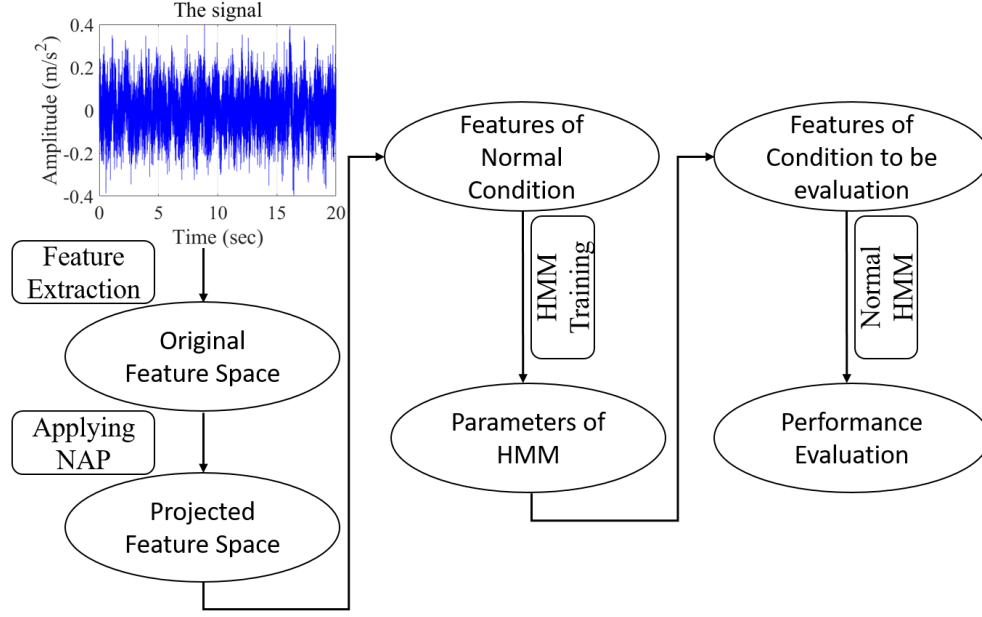 The signal
Amplitude (m/s²)
0.4
0.2
0
-0.2
-0.4
0 5 10 15 20
Time (sec)
Feature
Extraction
Original
Feature Space
Applying
NAP
Projected
Feature Space
Features of
Normal
Condition
HMM
Training
Parameters of
HMM
Features of
Condition to be
evaluation
Normal
HMM
Performance
Evaluation